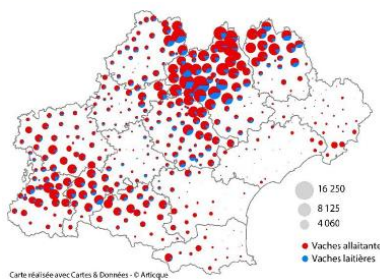 16 250
8 125
4 060
Vaches allaitante
Vaches laitières
Carte réalisée avec Cartes & Données - © Articque